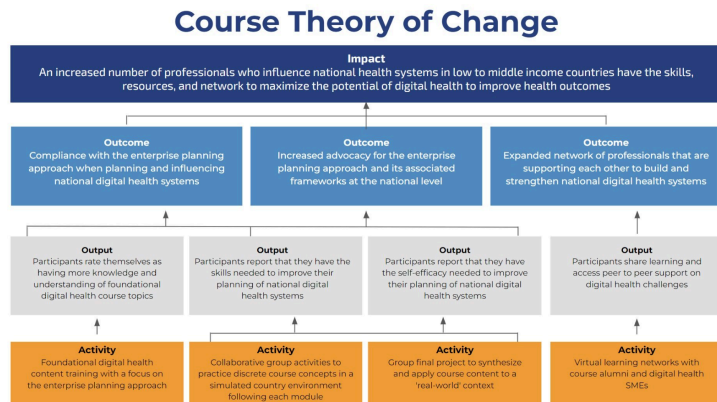 Course Theory of Change
Impact
An increased number of professionals who influence national health systems in low to middle income countries have the skills,
resources, and network to maximize the potential of digital health to improve health outcomes
Outcome
Compliance with the enterprise planning
approach when planning and influencing
national digital health systems
Outcome
Increased advocacy for the enterprise
planning approach and its associated
frameworks at the national level
Outcome
Expanded network of professionals that are
supporting each other to build and
strengthen national digital health systems
Output
Participants rate themselves as
having more knowledge and
understanding of foundational
digital health course topics
Output
Participants report that they have the
skills needed to improve their
planning of national digital
health systems
Output
Participants report that they have
the self-efficacy needed to improve
their planning of national digital
health systems
Output
Participants share learning and
access peer to peer support on
digital health challenges
Activity
Foundational digital health
content training with a focus on
the enterprise planning approach
Activity
Collaborative group activities to
practice discrete course concepts in a
simulated country environment
following each module
Activity
Group final project to synthesize
and apply course content to a
'real-world' context
Activity
Virtual learning networks with
course alumni and digital health
SMEs